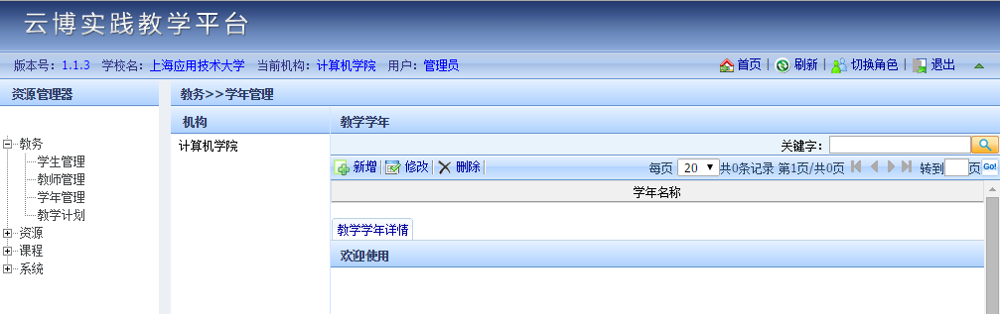 云博实践教学平台
版本号：1.1.3 学校名：上海应用技术大学 当前机构：计算机学院 用户：管理员 首页 | 刷新 | 切换角色 | 退出
资源管理器
教务>>学年管理
教务
学生管理
教师管理
学年管理
教学计划
资源
课程
系统
机构
计算机学院
教学学年
关键字：
新增 修改 删除 每页 20 共0条记录 第1页/共0页 转到 页 Go!
学年名称
教学学年详情
欢迎使用